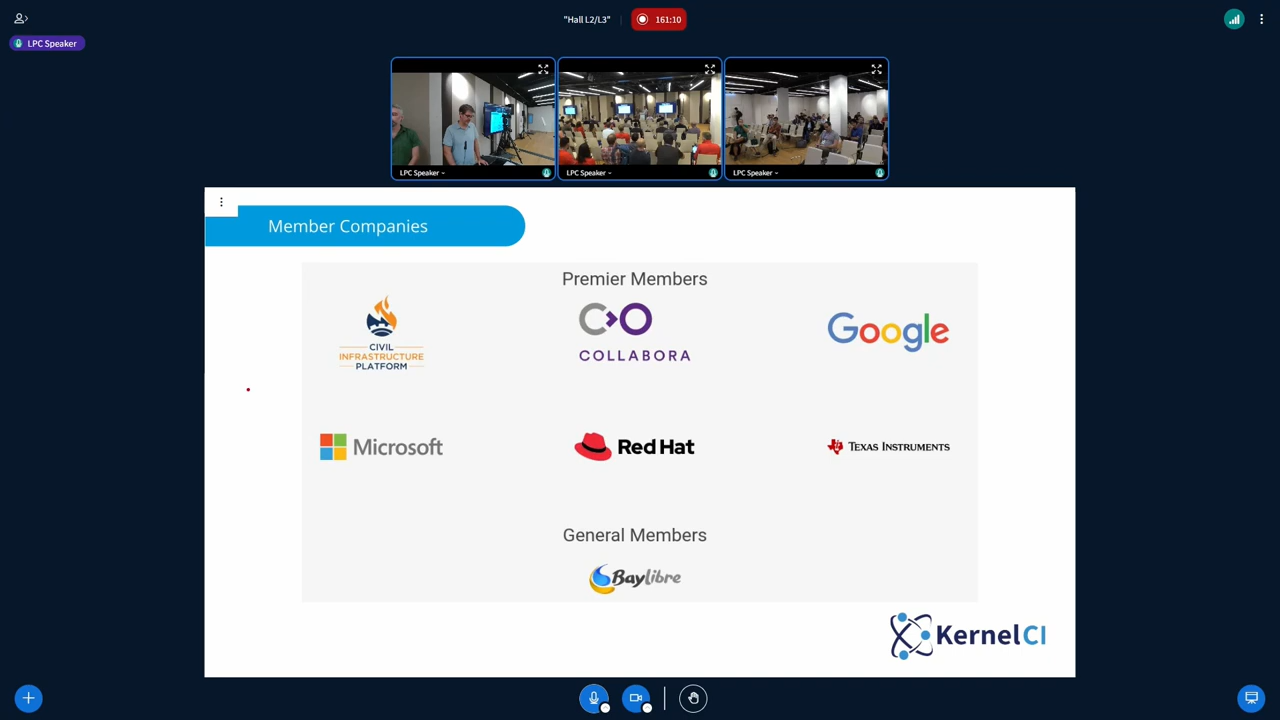 "Hall L2/L3"
161:10
LPC Speaker
LPC Speaker
LPC Speaker
LPC Speaker
Member Companies
Premier Members
CIVIL
INFRASTRUCTURE
PLATFORM
COLLABORA
Google
Microsoft
Red Hat
TEXAS INSTRUMENTS
General Members
Baylibre
KernelCI